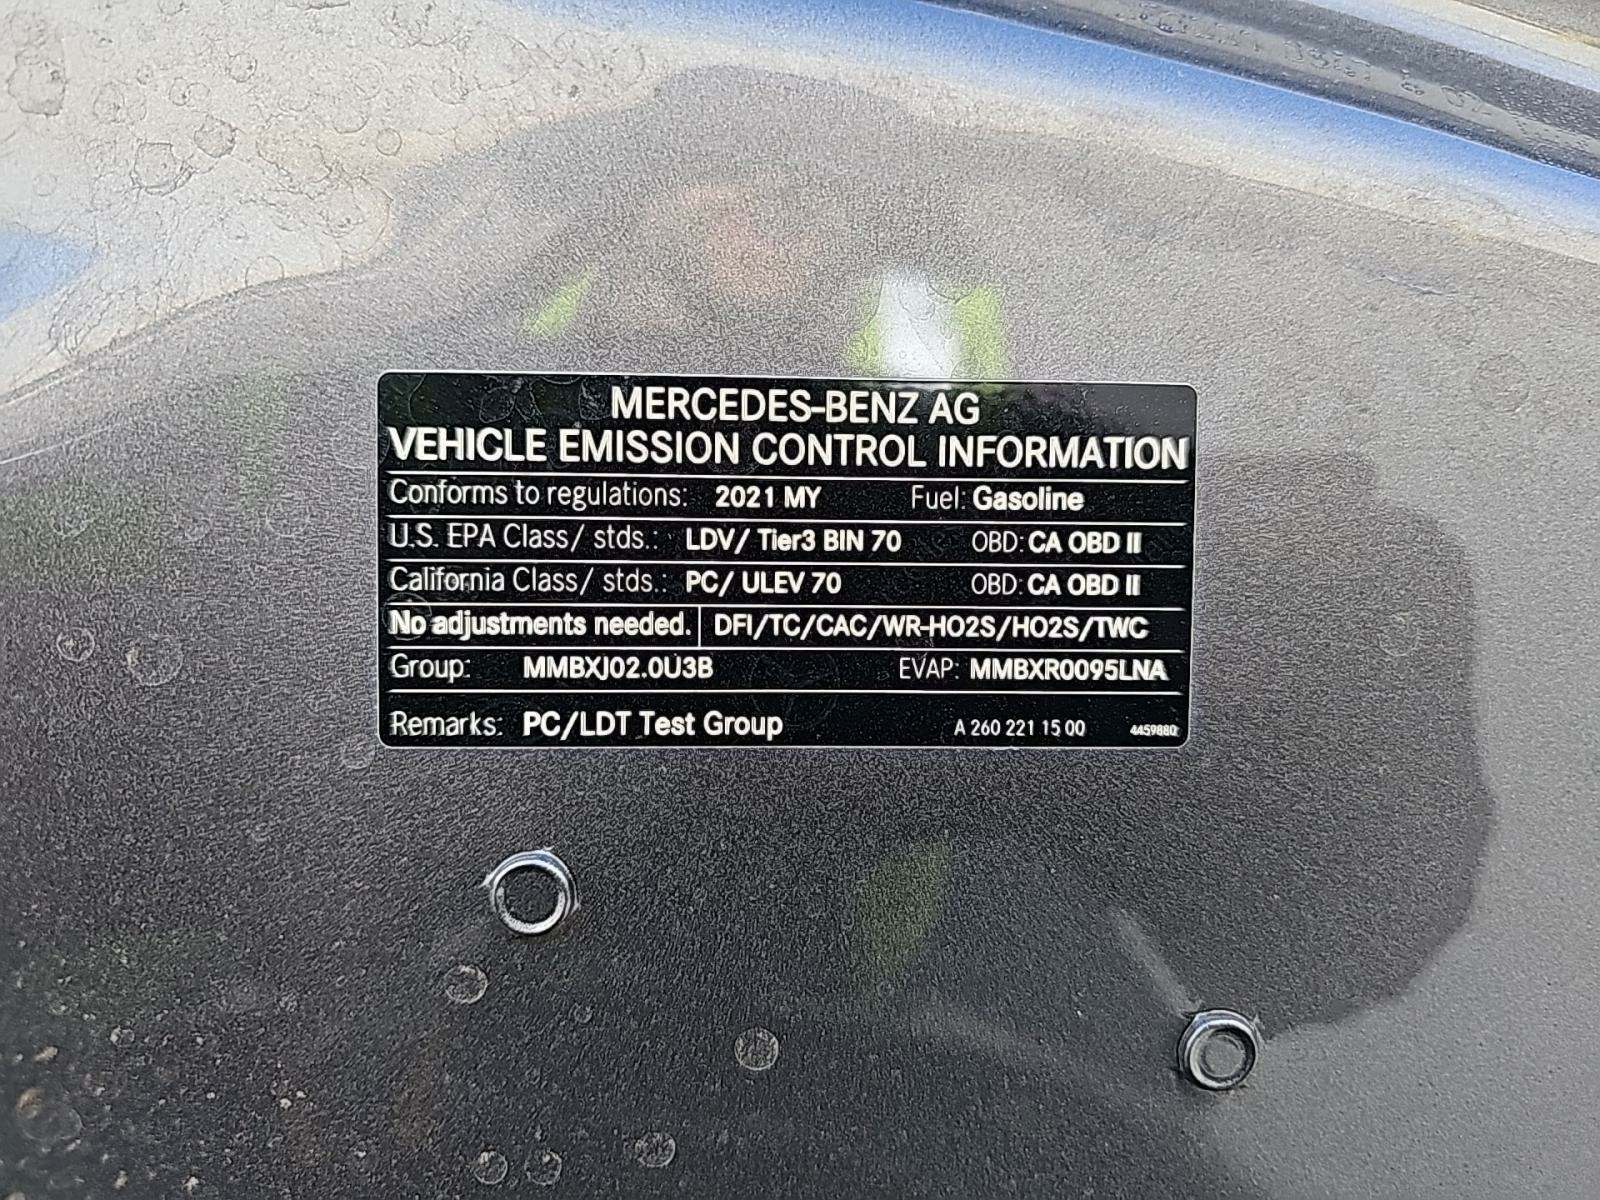 MERCEDES-BENZ AG
VEHICLE EMISSION CONTROL INFORMATION
Conforms to regulations: 2021 MY Fuel: Gasoline
U.S. EPA Class/ stds.: LDV/ Tier3 BIN 70 OBD: CA OBD II
California Class/ stds.: PC/ ULEV 70 OBD: CA OBD II
No adjustments needed. DFI/TC/CAC/WR-HO2S/HO2S/TWC
Group: MMBXJ02.0U3B EVAP: MMBXR0095LNA
Remarks: PC/LDT Test Group A 260 221 15 00 4459880